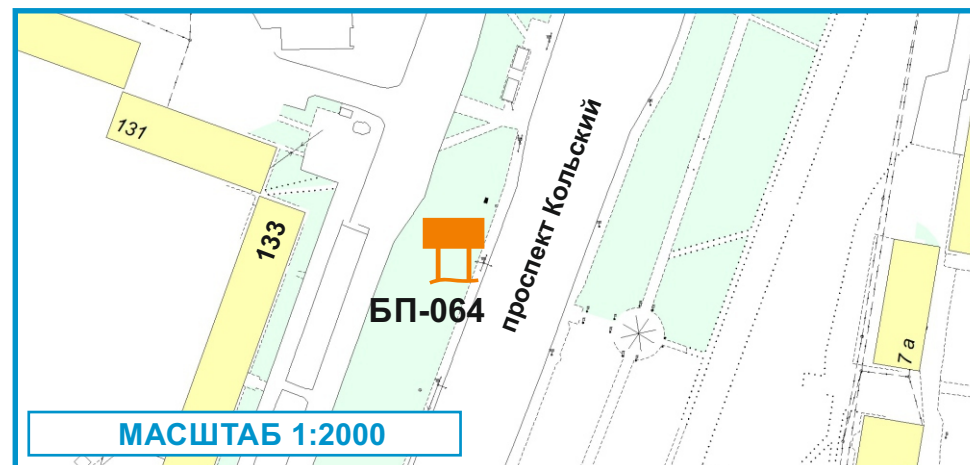 131
133
проспект Кольский
БП-064
7 а
МАСШТАБ 1:2000